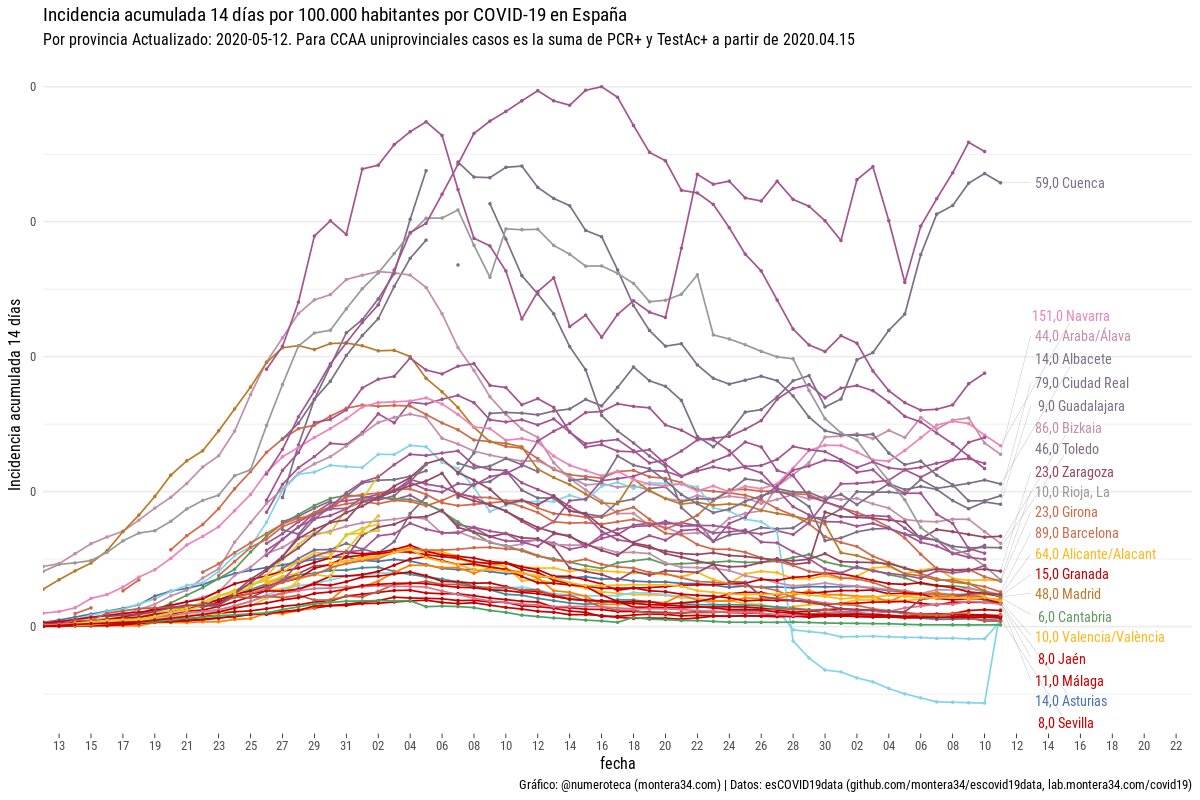 Incidencia acumulada 14 días por 100.000 habitantes por COVID-19 en España
Por provincia Actualizado: 2020-05-12. Para CCAA uniprovinciales casos es la suma de PCR+ y TestAc+ a partir de 2020.04.15
0
0
0
0
0
Incidencia acumulada 14 días
59,0 Cuenca
151,0 Navarra
44,0 Araba/Álava
14,0 Albacete
79,0 Ciudad Real
9,0 Guadalajara
86,0 Bizkaia
46,0 Toledo
23,0 Zaragoza
10,0 Rioja, La
23,0 Girona
89,0 Barcelona
64,0 Alicante/Alacant
15,0 Granada
48,0 Madrid
6,0 Cantabria
10,0 Valencia/València
8,0 Jaén
11,0 Málaga
14,0 Asturias
8,0 Sevilla
13 15 17 19 21 23 25 27 29 31 02 04 06 08 10 12 14 16 18 20 22 24 26 28 30 02 04 06 08 10 12 14 16 18 20 22
fecha
Gráfico: @numeroteca (montera34.com) | Datos: esCOVID19data (github.com/montera34/escovid19data, lab.montera34.com/covid19)